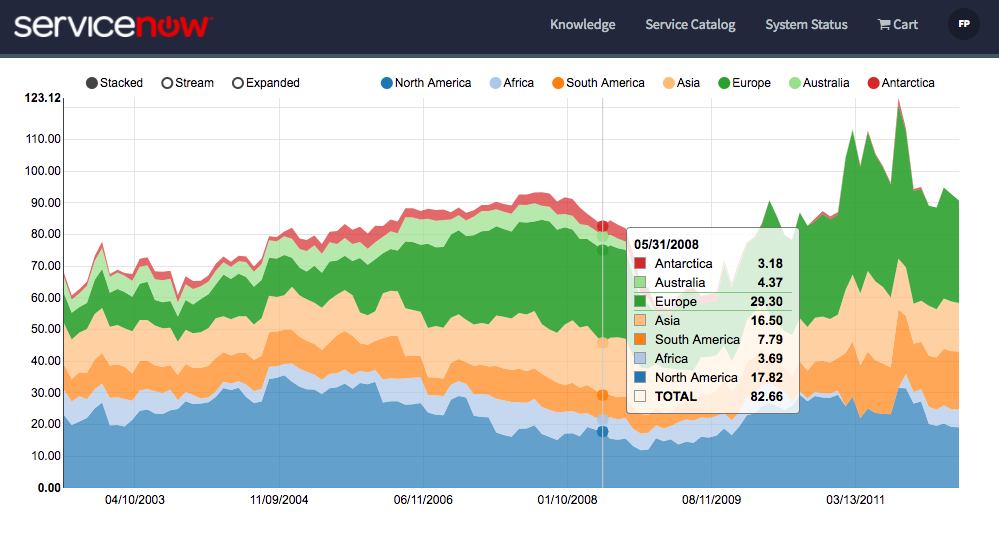 servicenow Knowledge Service Catalog System Status Cart FP
Stacked Stream Expanded North America Africa South America Asia Europe Australia Antarctica
123.12
110.00
100.00
90.00
80.00
70.00
60.00
50.00
40.00
30.00
20.00
10.00
0.00
05/31/2008
Antarctica 3.18
Australia 4.37
Europe 29.30
Asia 16.50
South America 7.79
Africa 3.69
North America 17.82
TOTAL 82.66
04/10/2003 11/09/2004 06/11/2006 01/10/2008 08/11/2009 03/13/2011